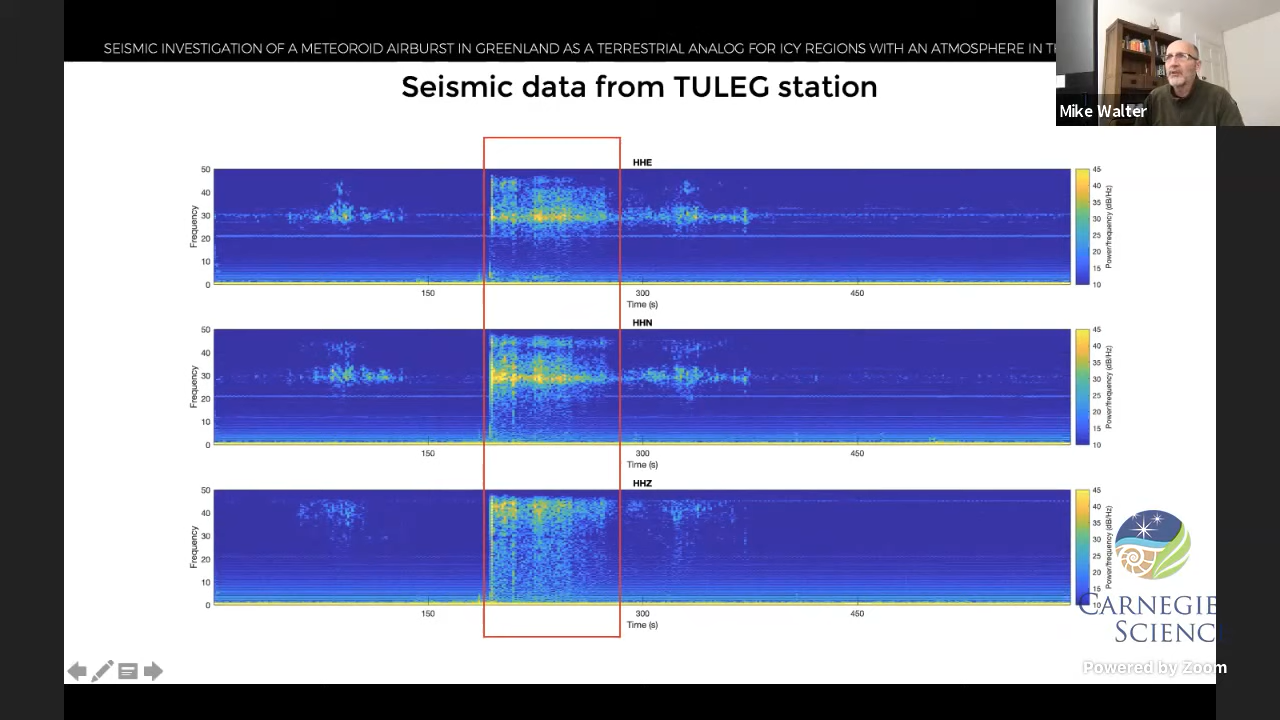 SEISMIC INVESTIGATION OF A METEOROID AIRBURST IN GREENLAND AS A TERRESTRIAL ANALOG FOR ICY REGIONS WITH AN ATMOSPHERE IN
Mike Walter
Seismic data from TULEG station
HHE
50
40
30
20
10
0
Frequency
150
300
450
Time (s)
45
40
35
30
25
20
15
10
Power/frequency (dB/Hz)
HHN
50
40
30
20
10
0
Frequency
150
300
450
Time (s)
45
40
35
30
25
20
15
10
Power/frequency (dB/Hz)
HHZ
50
40
30
20
10
0
Frequency
150
300
450
Time (s)
45
40
35
30
25
20
15
10
Power/frequency (dB/Hz)
CARNEGIE
SCIENCE
Powered by Zoom